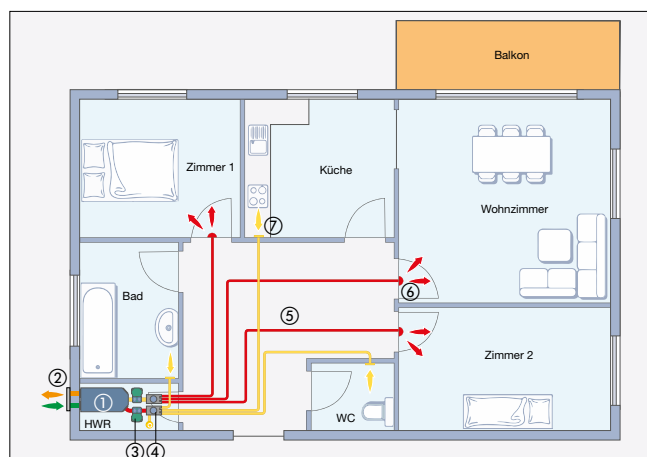 Balkon
Zimmer 1
Küche
⑦
Wohnzimmer
Bad
⑥
⑤
Zimmer 2
②
①
WC
HWR
③ ④